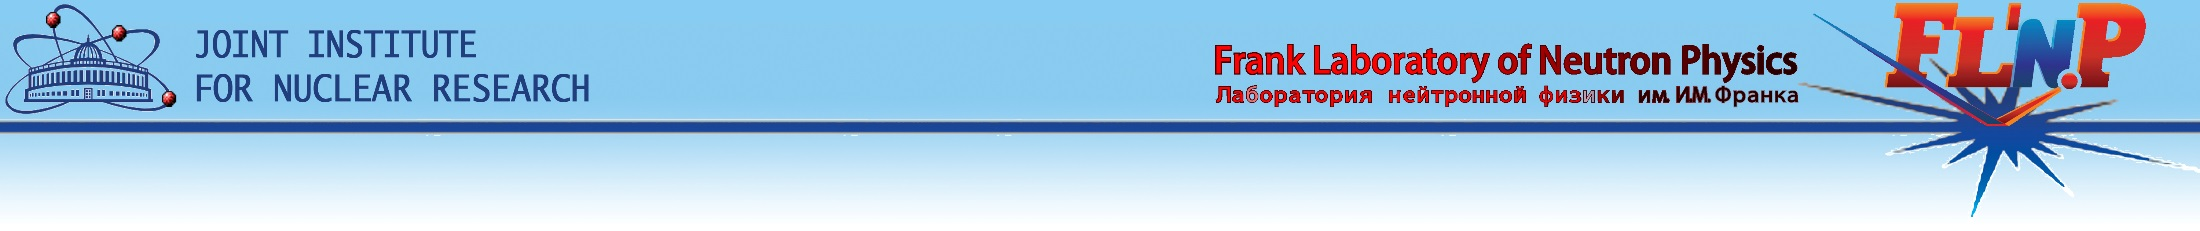 JOINT INSTITUTE
FOR NUCLEAR RESEARCH
Frank Laboratory of Neutron Physics
Лаборатория нейтронной физики им. И.М. Франка
FLNP